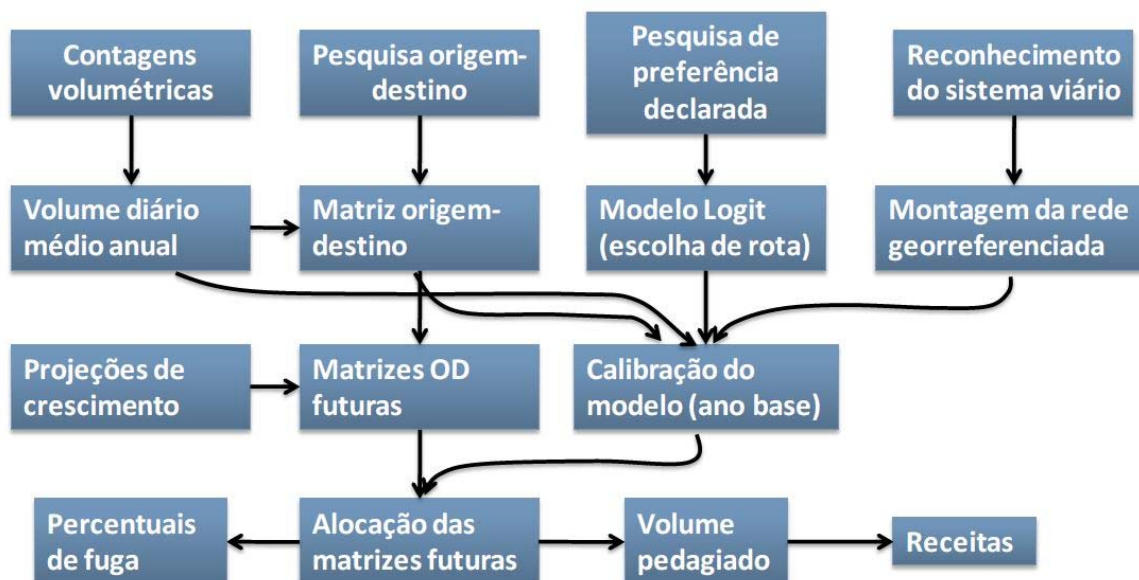 Contagens
volumétricas
Pesquisa origem-
destino
Pesquisa de
preferência
declarada
Reconhecimento
do sistema viário
Volume diário
médio anual
Matriz origem-
destino
Modelo Logit
(escolha de rota)
Montagem da rede
georreferenciada
Projeções de
crescimento
Matrizes OD
futuras
Calibração do
modelo (ano base)
Percentuais
de fuga
Alocação das
matrizes futuras
Volume
pedagiado
Receitas